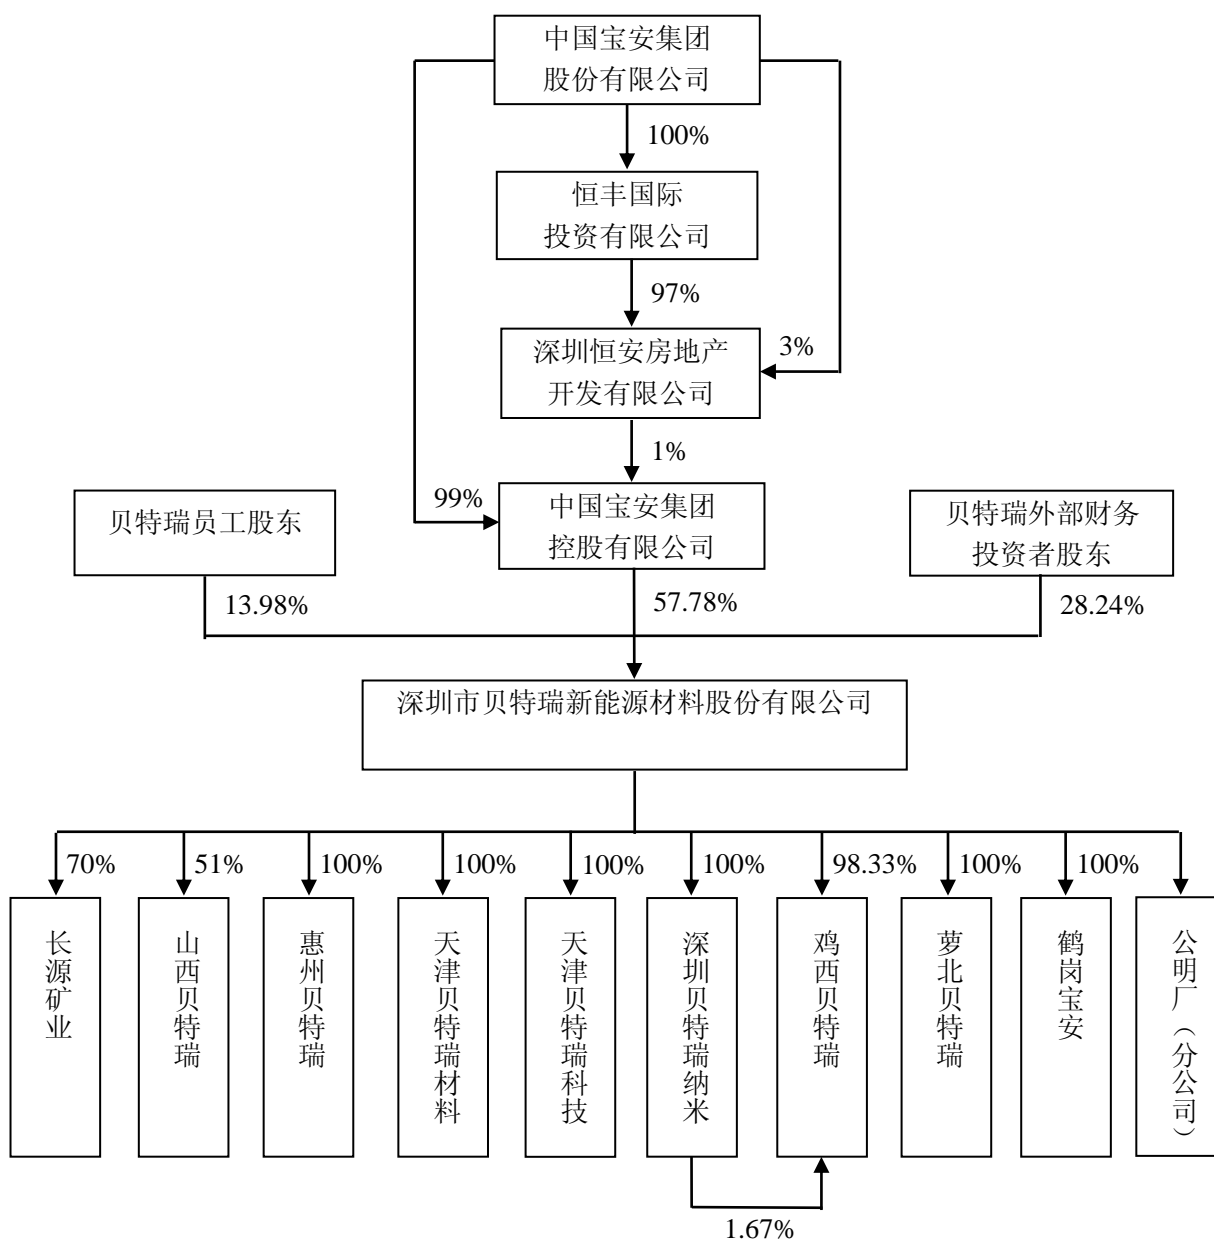 中国宝安集团
股份有限公司
100%
恒丰国际
投资有限公司
97%
深圳恒安房地产
开发有限公司
3%
1%
99%
中国宝安集团
控股有限公司
贝特瑞员工股东
贝特瑞外部财务
投资者股东
13.98%
57.78%
28.24%
深圳市贝特瑞新能源材料股份有限公司
70%
51%
100%
100%
100%
100%
98.33%
100%
100%
长源矿业
山西贝特瑞
惠州贝特瑞
天津贝特瑞材料
天津贝特瑞科技
深圳贝特瑞纳米
鸡西贝特瑞
萝北贝特瑞
鹤岗宝安
公明厂（分公司）
1.67%